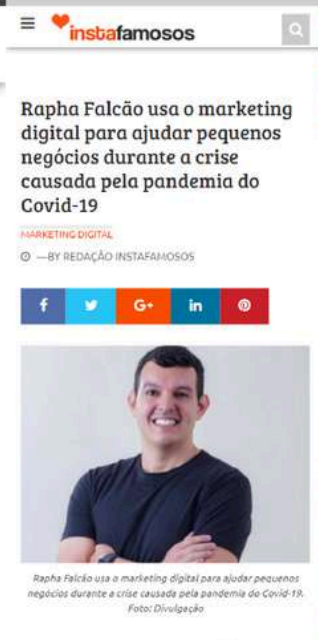 instafamosos
Rapha Falcão usa o marketing
digital para ajudar pequenos
negócios durante a crise
causada pela pandemia do
Covid-19
MARKETING DIGITAL
—BY REDAÇÃO INSTAFAMOSOS
f G+ in
Rapha Falcão usa o marketing digital para ajudar pequenos
negócios durante a crise causada pela pandemia do Covid-19.
Foto: Divulgação